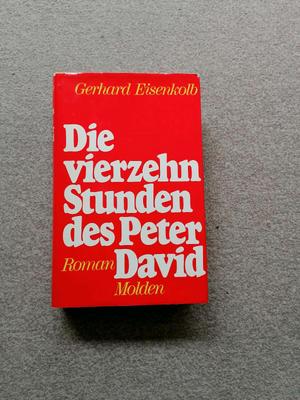 Gerhard Eisenkolb
Die
vierzehn
Stunden
des Peter
Roman David
Molden